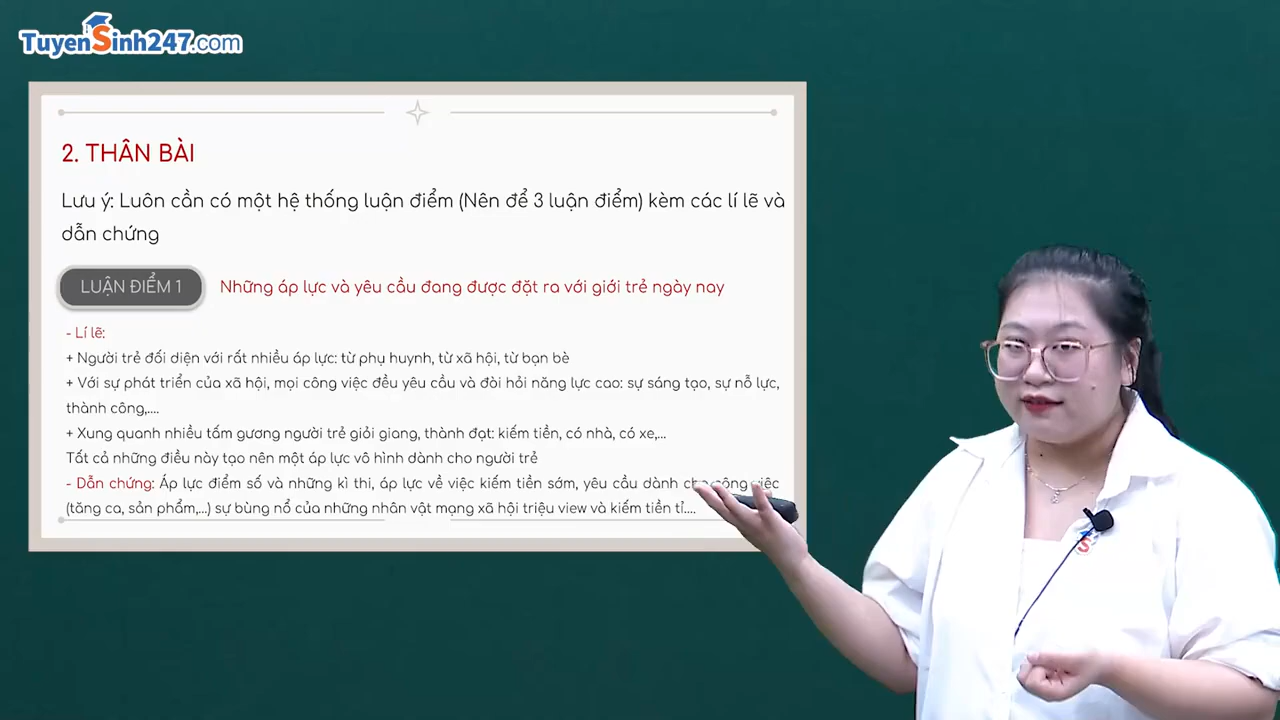 TuyenSinh247.com
2. THÂN BÀI
Lưu ý: Luôn cần có một hệ thống luận điểm (Nên để 3 luận điểm) kèm các lí lẽ và
dẫn chứng
LUẬN ĐIỂM 1
Những áp lực và yêu cầu đang được đặt ra với giới trẻ ngày nay
- Lí lẽ:
+ Người trẻ đối diện với rất nhiều áp lực: từ phụ huynh, từ xã hội, từ bạn bè
+ Với sự phát triển của xã hội, mọi công việc đều yêu cầu và đòi hỏi năng lực cao: sự sáng tạo, sự nỗ lực,
thành công,....
+ Xung quanh nhiều tấm gương người trẻ giỏi giang, thành đạt: kiếm tiền, có nhà, có xe,...
Tất cả những điều này tạo nên một áp lực vô hình dành cho người trẻ
- Dẫn chứng: Áp lực điểm số và những kì thi, áp lực về việc kiếm tiền sớm, yêu cầu dành cho công việc
(tăng ca, sản phẩm,...) sự bùng nổ của những nhân vật mạng xã hội triệu view và kiếm tiền tỉ....
S